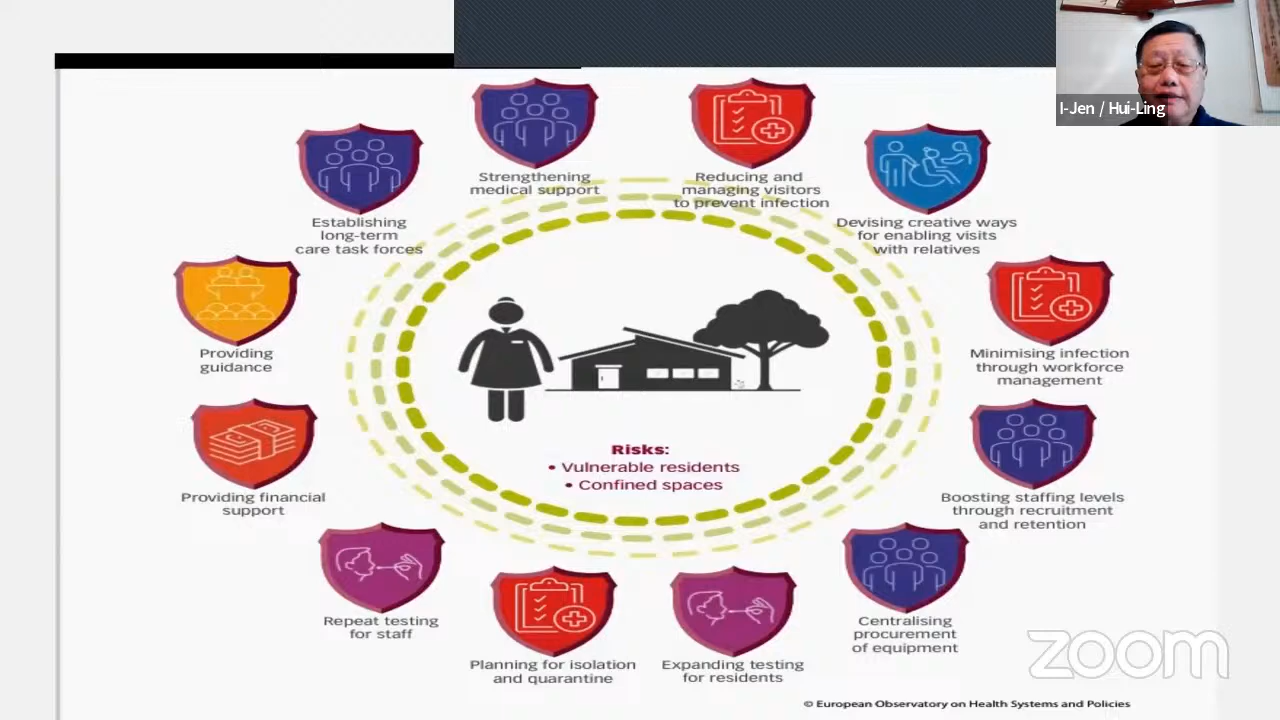 I-Jen / Hui-Ling
Strengthening
medical support
Reducing and
managing visitors
to prevent infection
Establishing
long-term
care task forces
Devising creative ways
for enabling visits
with relatives
Providing
guidance
Minimising infection
through workforce
management
Risks:
• Vulnerable residents
• Confined spaces
Providing financial
support
Boosting staffing levels
through recruitment
and retention
Repeat testing
for staff
Planning for isolation
and quarantine
Expanding testing
for residents
Centralising
procurement
of equipment
zoom
© European Observatory on Health Systems and Policies